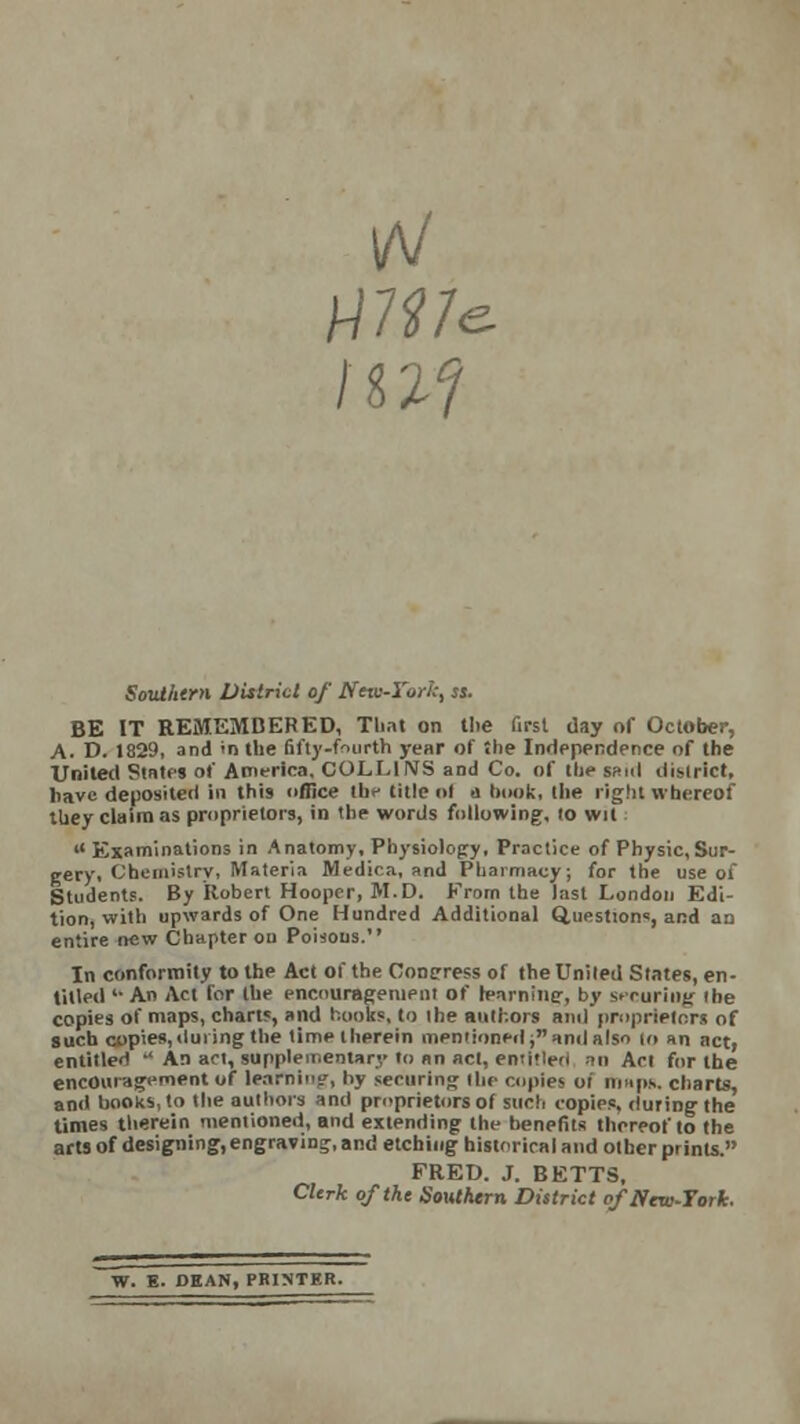 W
H787e
1829
Southern District of New-York, ss.
BE IT REMEMBERED, That on the first day of October,
A. D. 1829, and in the fifty-fourth year of the Independence of the
United States of America, COLLINS and Co. of the said district,
have deposited in this office the title of a book, the right whereof
they claim as proprietors, in the words following, to wit:
“Examinations in Anatomy, Physiology, Practice of Physic, Sur-
gery, Chemistry, Materia Medica, and Pharmacy; for the use of
Students. By Robert Hooper, M.D. From the last London Edi-
tion, with upwards of One Hundred Additional Questions, and an
entire new Chapter on Poisons.”
In conformity to the Act of the Congress of the United States, en-
titled “An Act for the encouragement of learning, by securing the
copies of maps, charts, and books, to the authors and proprietors of
such copies, during the time therein mentioned;” and also to an act,
entitled “An act, supplementary to an act, entitled an Act for the
encouragement of learning, by securing the copies of maps, charts,
and books, to the authors and proprietors of such copies, during the
times therein mentioned, and extending the benefits thereof to the
arts of designing, engraving, and etching historical and other prints.”
FRED. J. BETTS,
Clerk of the Southern District of New-York.
W. E. DEAN, PRINTER.